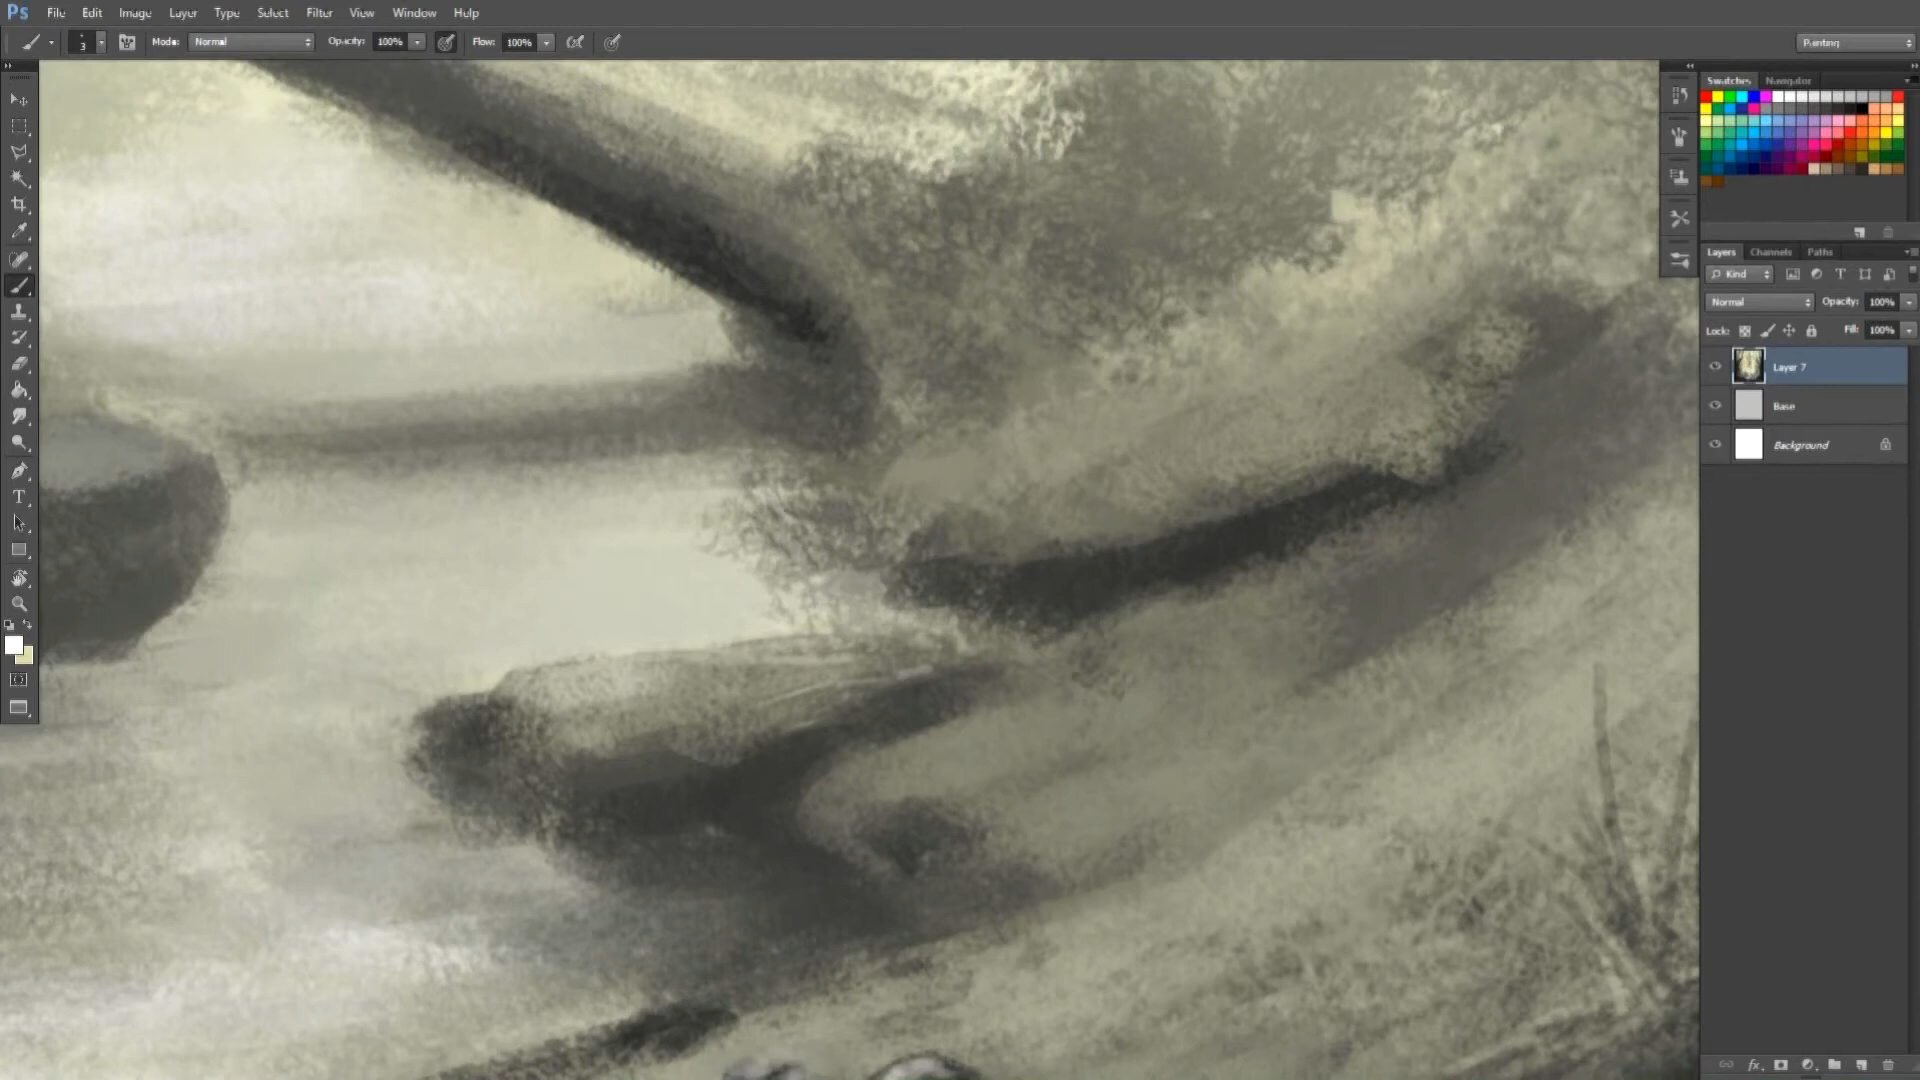 Ps File Edit Image Layer Type Select Filter View Window Help
3 Mode: Normal Opacity: 100% Flow: 100% Painting
Swatches Navigator
Layers Channels Paths
Kind
Normal Opacity: 100%
Lock: Fill: 100%
Layer 7
Base
Background